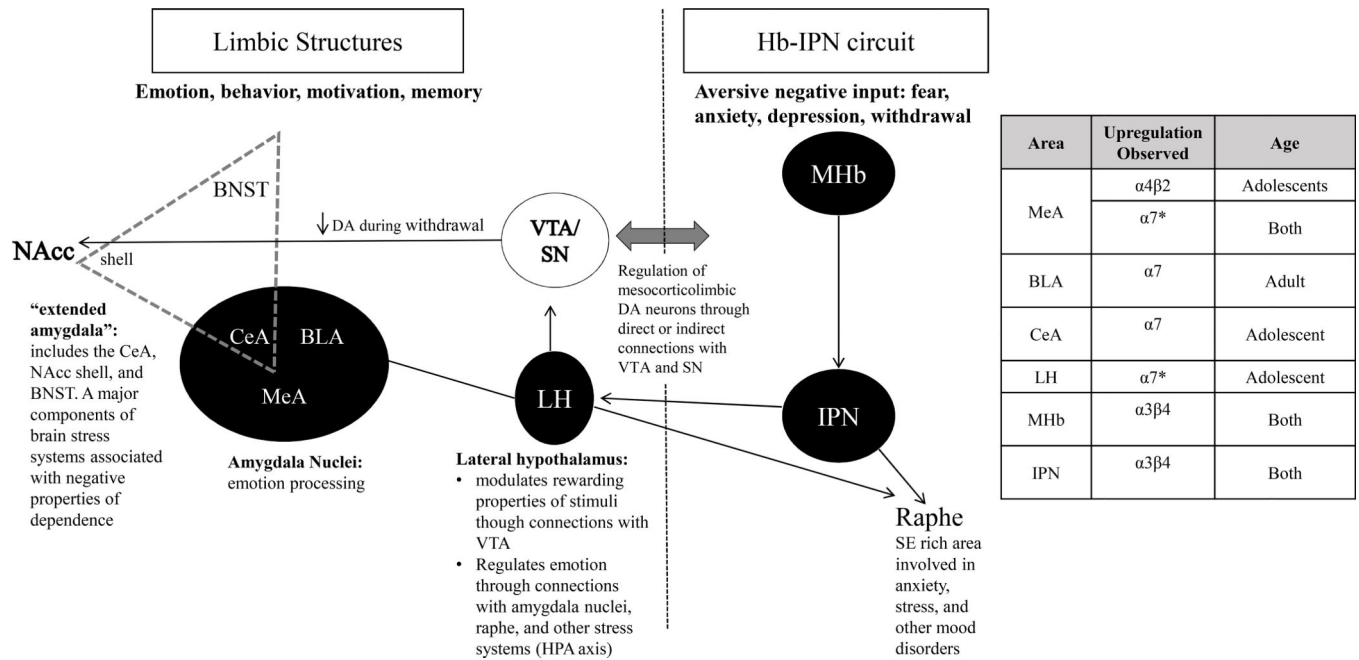 Limbic Structures
Emotion, behavior, motivation, memory
BNST
NAcc
shell
↓ DA during withdrawal
VTA/
SN
"extended
amygdala":
includes the CeA,
NAcc shell, and
BNST. A major
components of
brain stress
systems associated
with negative
properties of
dependence
CeA
BLA
MeA
Amygdala Nuclei:
emotion processing
LH
Lateral hypothalamus:
• modulates rewarding
properties of stimuli
though connections with
VTA
• Regulates emotion
through connections
with amygdala nuclei,
raphe, and other stress
systems (HPA axis)
Regulation of
mesocorticolimbic
DA neurons through
direct or indirect
connections with
VTA and SN
Hb-IPN circuit
Aversive negative input: fear,
anxiety, depression, withdrawal
MHb
IPN
Raphe
SE rich area
involved in
anxiety,
stress, and
other mood
disorders
Area Upregulation Observed Age
MeA α4β2 Adolescents
α7* Both
BLA α7 Adult
CeA α7 Adolescent
LH α7* Adolescent
MHb α3β4 Both
IPN α3β4 Both